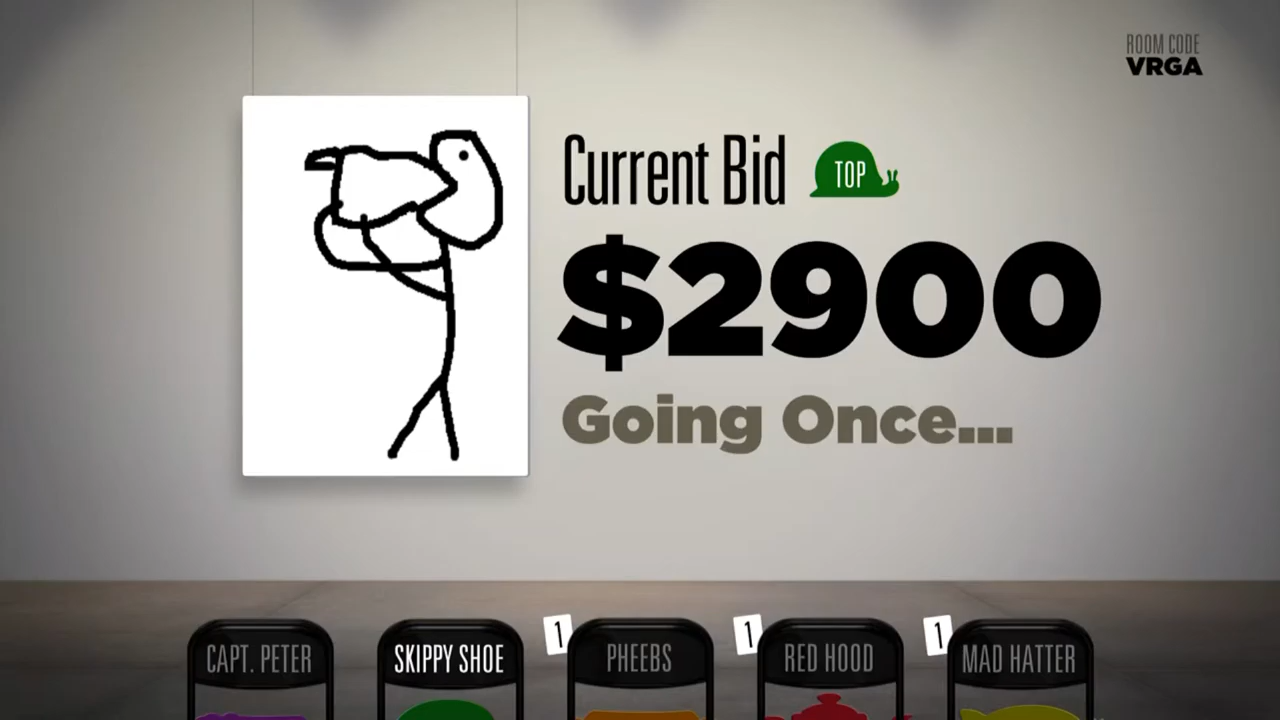 ROOM CODE
VRGA
Current Bid TOP
$2900
Going Once...
CAPT. PETER
SKIPPY SHOE
1 PHEEBS
1 RED HOOD
1 MAD HATTER